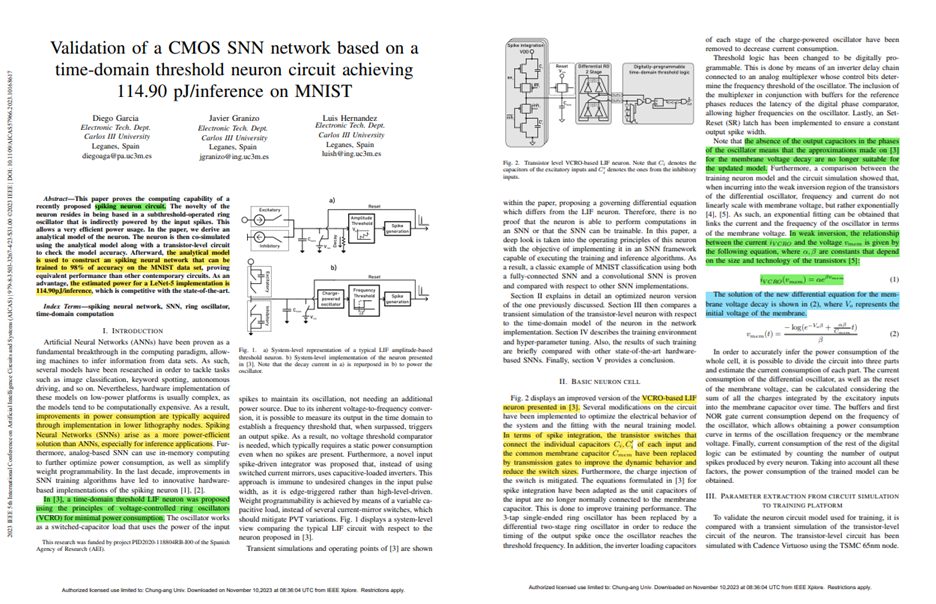 Validation of a CMOS SNN network based on a
time-domain threshold neuron circuit achieving
114.90 pJ/inference on MNIST
Diego Garcia
Electronic Tech. Dept.
Carlos III University
Leganes, Spain
diegoaga@pa.uc3m.es
Javier Granizo
Electronic Tech. Dept.
Carlos III University
Leganes, Spain
jgranizo@ing.uc3m.es
Luis Hernandez
Electronic Tech. Dept.
Carlos III University
Leganes, Spain
luish@ing.uc3m.es
Abstract—This paper proves the computing capability of a
recently proposed spiking neuron circuit. The novelty of the
neuron resides in being based in a subthreshold-operated ring
oscillator that is indirectly powered by the input spikes. This
allows a very efficient power usage. In the paper, we derive an
analytical model of the neuron. The neuron is then co-simulated
using the analytical model along with a transistor-level circuit
to check the model accuracy. Afterward, the analytical model
is used to construct an spiking neural network that can be
trained to 98% of accuracy on the MNIST data set, proving
equivalent performance than other contemporary circuits. As an
advantage, the estimated power for a LeNet-5 implementation is
114.90pJ/inference, which is competitive with the state-of-the-art.
Index Terms—spiking neural network, SNN, ring oscillator,
time-domain computation
I. INTRODUCTION
Artificial Neural Networks (ANNs) have been proven as a
fundamental breakthrough in the computing paradigm, allowing
machines to infer information from data sets. As such,
several models have been researched in order to tackle tasks
such as image classification, keyword spotting, autonomous
driving, and so on. Nevertheless, hardware implementation of
these models on low-power platforms is usually complex, as
the models tend to be computationally expensive. As a result,
improvements in power consumption are typically acquired
through implementation in lower lithography nodes. Spiking
Neural Networks (SNNs) arise as a more power-efficient
solution than ANNs, especially for inference applications. Furthermore,
analog-based SNN can use in-memory computing
to further optimize power consumption, as well as simplify
weight programmability. In the last decade, improvements in
SNN training algorithms have led to innovative hardware-based
implementations of the spiking neuron [1], [2].
In [3], a time-domain threshold LIF neuron was proposed
using the principles of voltage-controlled ring oscillators
(VCRO) for minimal power consumption. The oscillator works
as a switched-capacitor load that uses the power of the input
This research was funded by project PID2020-118804RB-I00 of the Spanish
Agency of Research (AEI).
a)
Excitatory
Inhibitory
Reset
Amplitude
Threshold
Spike
generation
b)
Excitatory
Inhibitory
Reset
Charge-powered
oscillator
Frequency
Threshold
Spike
generation
Fig. 1. a) System-level representation of a typical LIF amplitude-based
threshold neuron. b) System-level implementation of the neuron presented
in [3]. Note that the decay current in a) is repurposed in b) to power the
oscillator.
spikes to maintain its oscillation, not needing an additional
power source. Due to its inherent voltage-to-frequency conversion,
it is possible to measure its output in the time domain to
establish a frequency threshold that, when surpassed, triggers
an output spike. As a result, no voltage threshold comparator
is needed, which typically requires a static power consumption
even when no spikes are present. Furthermore, a novel input
spike-driven integrator was proposed that, instead of using
switched current mirrors, uses capacitive-loaded inverters. This
approach is immune to undesired changes in the input pulse
width, as it is edge-triggered rather than high-level-driven.
Weight programmability is achieved by means of a variable capacitive
load, instead of several current-mirror switches, which
should mitigate PVT variations. Fig. 1 displays a system-level
view comparing the typical LIF circuit with respect to the
neuron proposed in [3].
Transient simulations and operating points of [3] are shown
Authorized licensed use limited to: Chung-ang Univ. Downloaded on November 10,2023 at 08:36:04 UTC from IEEE Xplore. Restrictions apply.
Spike integration
VDD
Reset
Differential RO
2 Stage
Digitally-programmable
time-domain threshold logic
Fig. 2. Transistor level VCRO-based LIF neuron. Note that Ci denotes the
capacitors of the excitatory inputs and C'i denotes the ones from the inhibitory
inputs.
within the paper, proposing a governing differential equation
which differs from the LIF neuron. Therefore, there is no
proof that the neuron is able to perform computations in
an SNN or that the SNN can be trainable. In this paper, a
deep look is taken into the operating principles of this neuron
with the objective of implementing it in an SNN framework
capable of executing the training and inference algorithms. As
a result, a classic example of MNIST classification using both
a fully-connected SNN and a convolutional SNN is proven
and compared with respect to other SNN implementations.
Section II explains in detail an optimized neuron version
of the one previously discussed. Section III then compares a
transient simulation of the transistor-level neuron with respect
to the time-domain model of the neuron in the network implementation.
Section IV describes the training environment
and hyper-parameter tuning. Also, the results of such training
are briefly compared with other state-of-the-art hardware-based
SNNs. Finally, section V provides a conclusion.
II. BASIC NEURON CELL
Fig. 2 displays an improved version of the VCRO-based LIF
neuron presented in [3]. Several modifications on the circuit
have been implemented to optimize the electrical behavior of
the system and the fitting with the neural training model.
In terms of spike integration, the transistor switches that
connect the individual capacitors Ci, C'i of each input and
the common membrane capacitor Cmem have been replaced
by transmission gates to improve the dynamic behavior and
reduce the switch sizes. Furthermore, the charge injection of
the switch is mitigated. The equations formulated in [3] for
spike integration have been adapted as the unit capacitors of
the input are no longer normally connected to the membrane
capacitor. This is done to improve training performance. The
3-tap single-ended ring oscillator has been replaced by a
differential two-stage ring oscillator in order to reduce the
timing of the output spike once the oscillator reaches the
threshold frequency. In addition, the inverter loading capacitors
of each stage of the charge-powered oscillator have been
removed to decrease current consumption.
Threshold logic has been changed to be digitally programmable.
This is done by means of an inverter delay chain
connected to an analog multiplexer whose control bits determine
the frequency threshold of the oscillator. The inclusion of
the multiplexer in conjunction with buffers for the reference
phases reduces the latency of the digital phase comparator,
allowing higher frequencies on the oscillator. Lastly, an Set-Reset
(SR) latch has been implemented to ensure a constant
output spike width.
Note that the absence of the output capacitors in the phases
of the oscillator means that the approximations made on [3]
for the membrane voltage decay are no longer suitable for
the updated model. Furthermore, a comparison between the
training neuron model and the circuit simulation showed that,
when incurring into the weak inversion region of the transistors
of the differential oscillator, frequency and current do not
linearly scale with membrane voltage, but rather exponentially
[4], [5]. As such, an exponential fitting can be obtained that
links the current and the frequency of the oscillator in terms
of the membrane voltage. In weak inversion, the relationship
between the current iVCRO and the voltage vmem is given by
the following equation, where α, β are constants that depend
on the size and technology of the transistors [5]:
iVCRO(vmem) = αe^βvmem (1)
The solution of the new differential equation for the membrane
voltage decay is shown in (2), where Vo represents the
initial voltage of the membrane.
vmem(t) = −log(e^−Voβ + αβt/Cmem)/β (2)
In order to accurately infer the power consumption of the
whole cell, it is possible to divide the circuit into three parts
and estimate the current consumption of each part. The current
consumption of the differential oscillator, as well as the reset
of the membrane voltage, can be calculated considering the
sum of all the charges integrated by the excitatory inputs
into the membrane capacitor over time. The buffers and first
NOR gate current consumption depend on the frequency of
the oscillator, which allows obtaining a power consumption
curve in terms of the oscillation frequency or the membrane
voltage. Finally, current consumption of the rest of the digital
logic can be estimated by counting the number of output
spikes produced by every neuron. Taking into account all these
factors, the power consumption of the trained model can be
obtained.
III. PARAMETER EXTRACTION FROM CIRCUIT SIMULATION
TO TRAINING PLATFORM
To validate the neuron circuit model used for training, it is
compared with a transient simulation of the transistor-level
circuit of the neuron. The transistor-level circuit has been
simulated with Cadence Virtuoso using the TSMC 65nm node.
Authorized licensed use limited to: Chung-ang Univ. Downloaded on November 10,2023 at 08:36:04 UTC from IEEE Xplore. Restrictions apply.